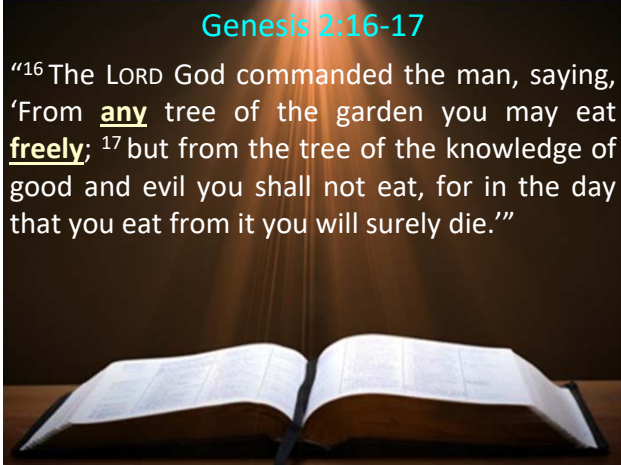 Genesis 2:16-17
“16 The LORD God commanded the man, saying,
‘From any tree of the garden you may eat
freely; 17 but from the tree of the knowledge of
good and evil you shall not eat, for in the day
that you eat from it you will surely die.’”